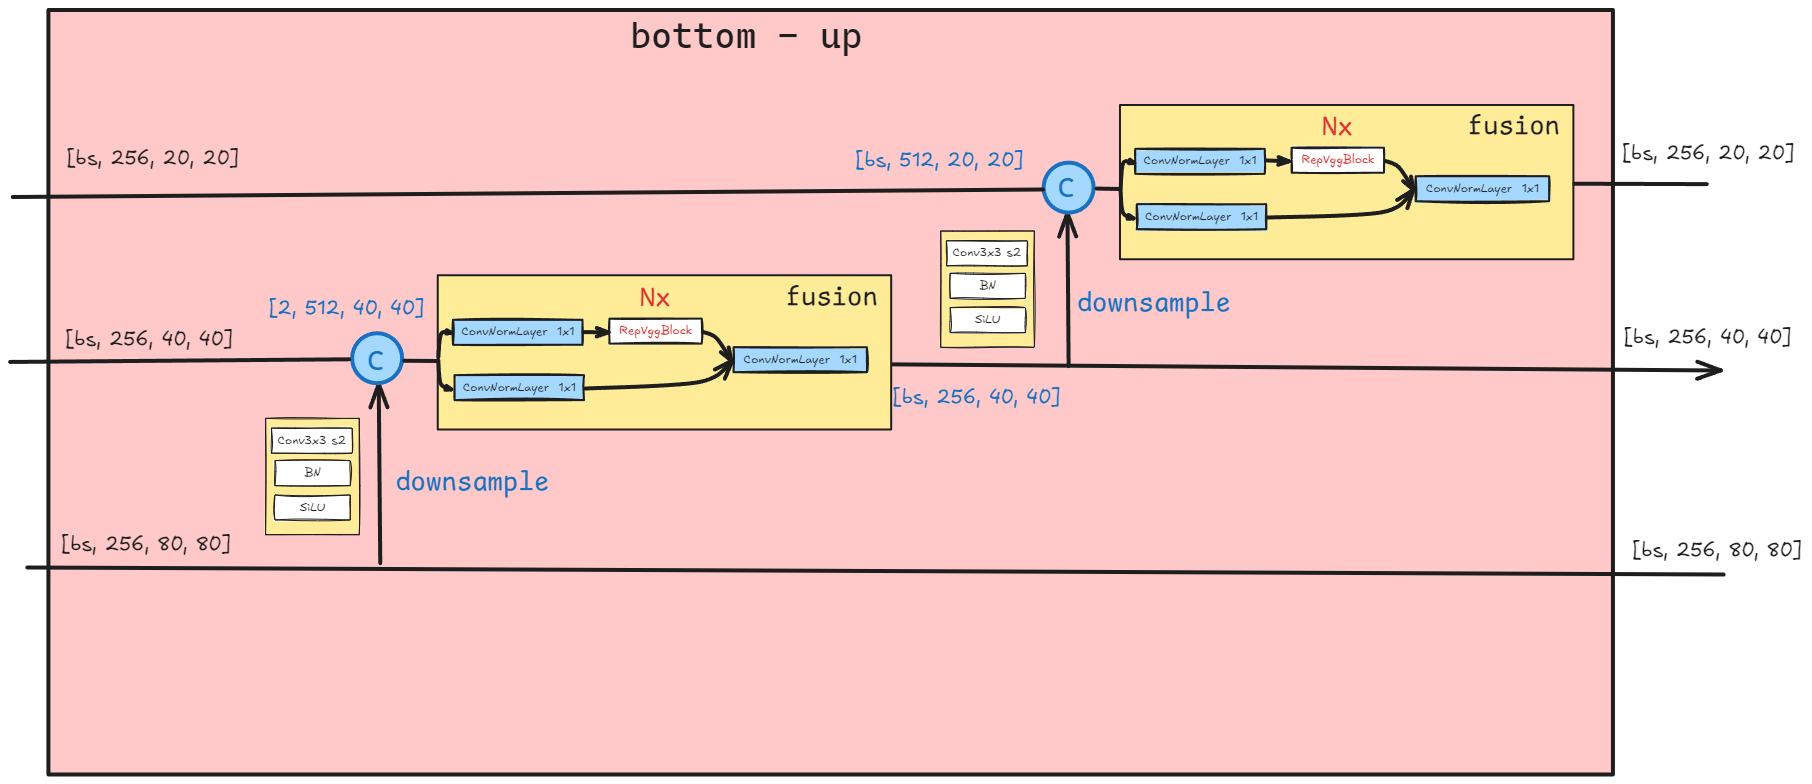 bottom - up
[bs, 256, 20, 20]
[bs, 512, 20, 20]
C
Nx
fusion
ConvNormLayer 1x1
RepVggBlock
ConvNormLayer 1x1
ConvNormLayer 1x1
[bs, 256, 20, 20]
Conv3x3 s2
BN
SiLU
downsample
[2, 512, 40, 40]
[bs, 256, 40, 40]
C
Nx
fusion
ConvNormLayer 1x1
RepVggBlock
ConvNormLayer 1x1
ConvNormLayer 1x1
[bs, 256, 40, 40]
[bs, 256, 40, 40]
Conv3x3 s2
BN
SiLU
downsample
[bs, 256, 80, 80]
[bs, 256, 80, 80]